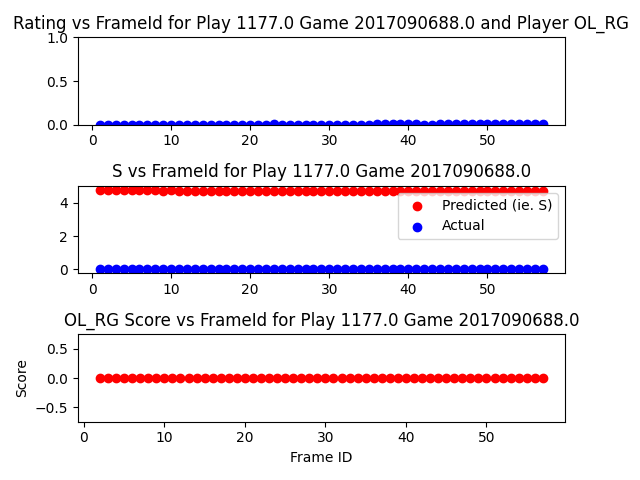 Rating vs FrameId for Play 1177.0 Game 2017090688.0 and Player OL_RG
1.0
0.5
0.0
0 10 20 30 40 50
S vs FrameId for Play 1177.0 Game 2017090688.0
4
2
0
Predicted (ie. S)
Actual
0 10 20 30 40 50
OL_RG Score vs FrameId for Play 1177.0 Game 2017090688.0
Score
0.5
0.0
−0.5
0 10 20 30 40 50
Frame ID